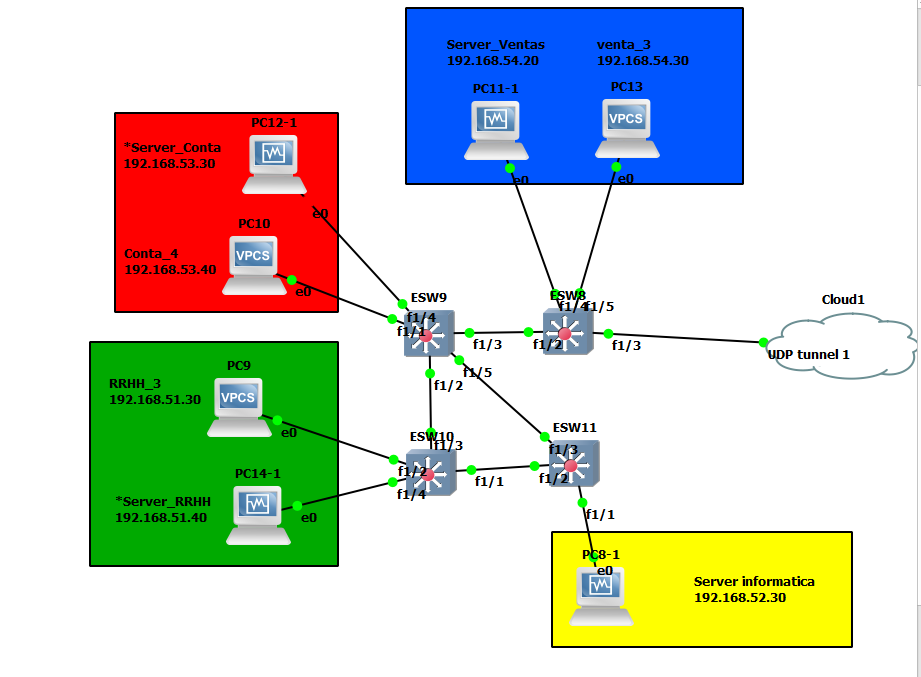 Server_Ventas
192.168.54.20
venta_3
192.168.54.30
PC11-1
PC13
VPCS
e0
e0
PC12-1
*Server_Conta
192.168.53.30
e0
PC10
Conta_4
192.168.53.40
VPCS
e0
ESW9
f1/4
f1/1
f1/3
f1/5
f1/2
ESW8
f1/4
f1/5
f1/2
f1/3
Cloud1
UDP tunnel 1
PC9
RRHH_3
192.168.51.30
VPCS
e0
PC14-1
*Server_RRHH
192.168.51.40
e0
ESW10
f1/3
f1/2
f1/4
f1/1
ESW11
f1/3
f1/2
f1/1
PC8-1
e0
Server informatica
192.168.52.30